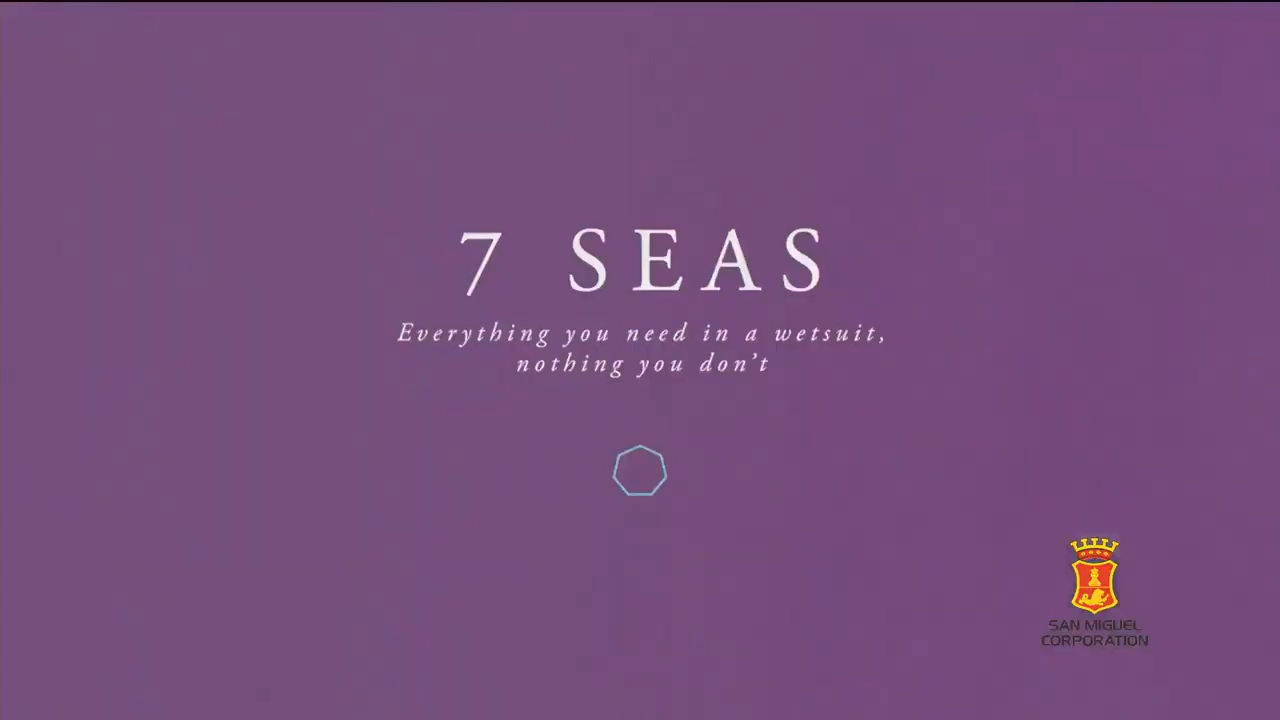 7 SEAS
Everything you need in a wetsuit,
nothing you don't
SAN MIGUEL
CORPORATION